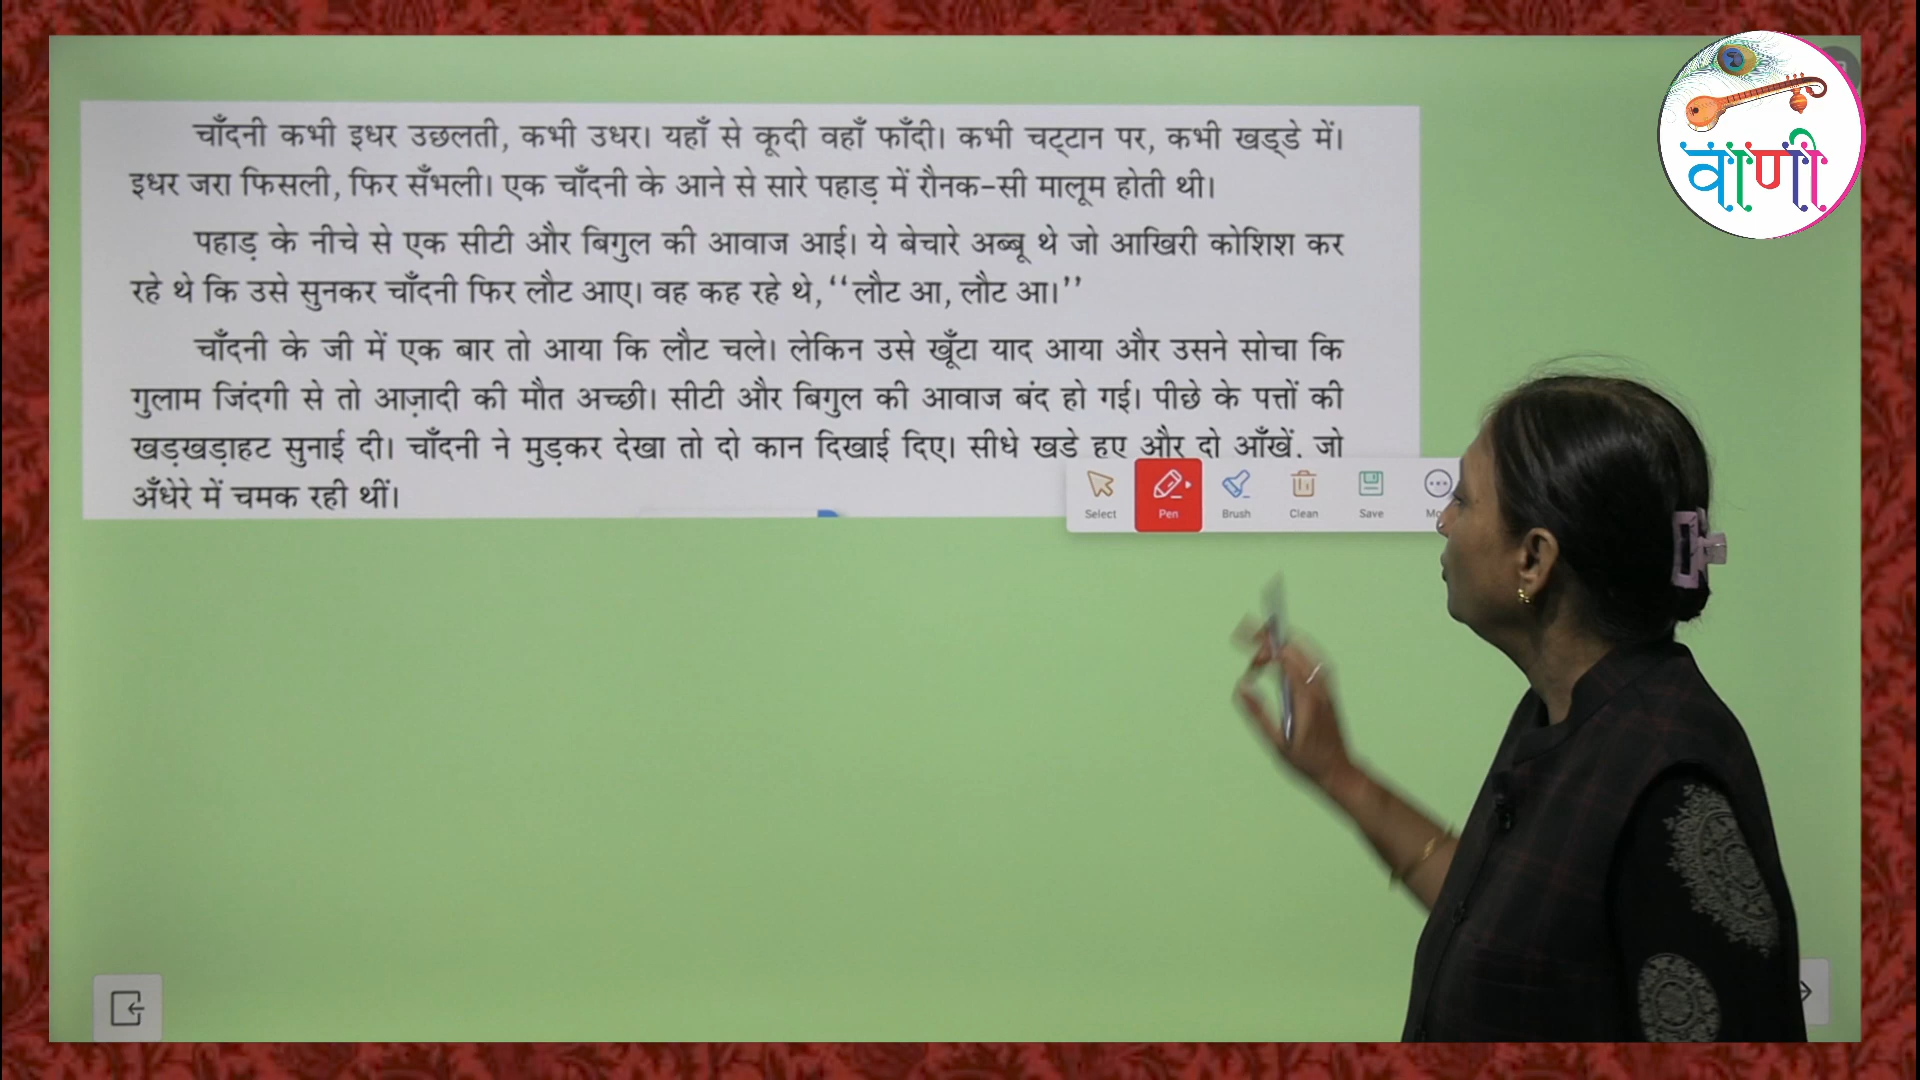 चाँदनी कभी इधर उछलती, कभी उधर। यहाँ से कूदी वहाँ फाँदी। कभी चट्टान पर, कभी खड्डे में।
इधर जरा फिसली, फिर सँभली। एक चाँदनी के आने से सारे पहाड़ में रौनक-सी मालूम होती थी।
पहाड़ के नीचे से एक सीटी और बिगुल की आवाज आई। ये बेचारे अब्बू थे जो आखिरी कोशिश कर
रहे थे कि उसे सुनकर चाँदनी फिर लौट आए। वह कह रहे थे, ‘‘लौट आ, लौट आ।’’
चाँदनी के जी में एक बार तो आया कि लौट चले। लेकिन उसे खूँटा याद आया और उसने सोचा कि
गुलाम जिंदगी से तो आज़ादी की मौत अच्छी। सीटी और बिगुल की आवाज बंद हो गई। पीछे के पत्तों की
खड़खड़ाहट सुनाई दी। चाँदनी ने मुड़कर देखा तो दो कान दिखाई दिए। सीधे खड़े हुए और दो आँखें, जो
अँधेरे में चमक रही थीं।
Select Pen Brush Clean Save
वाणी